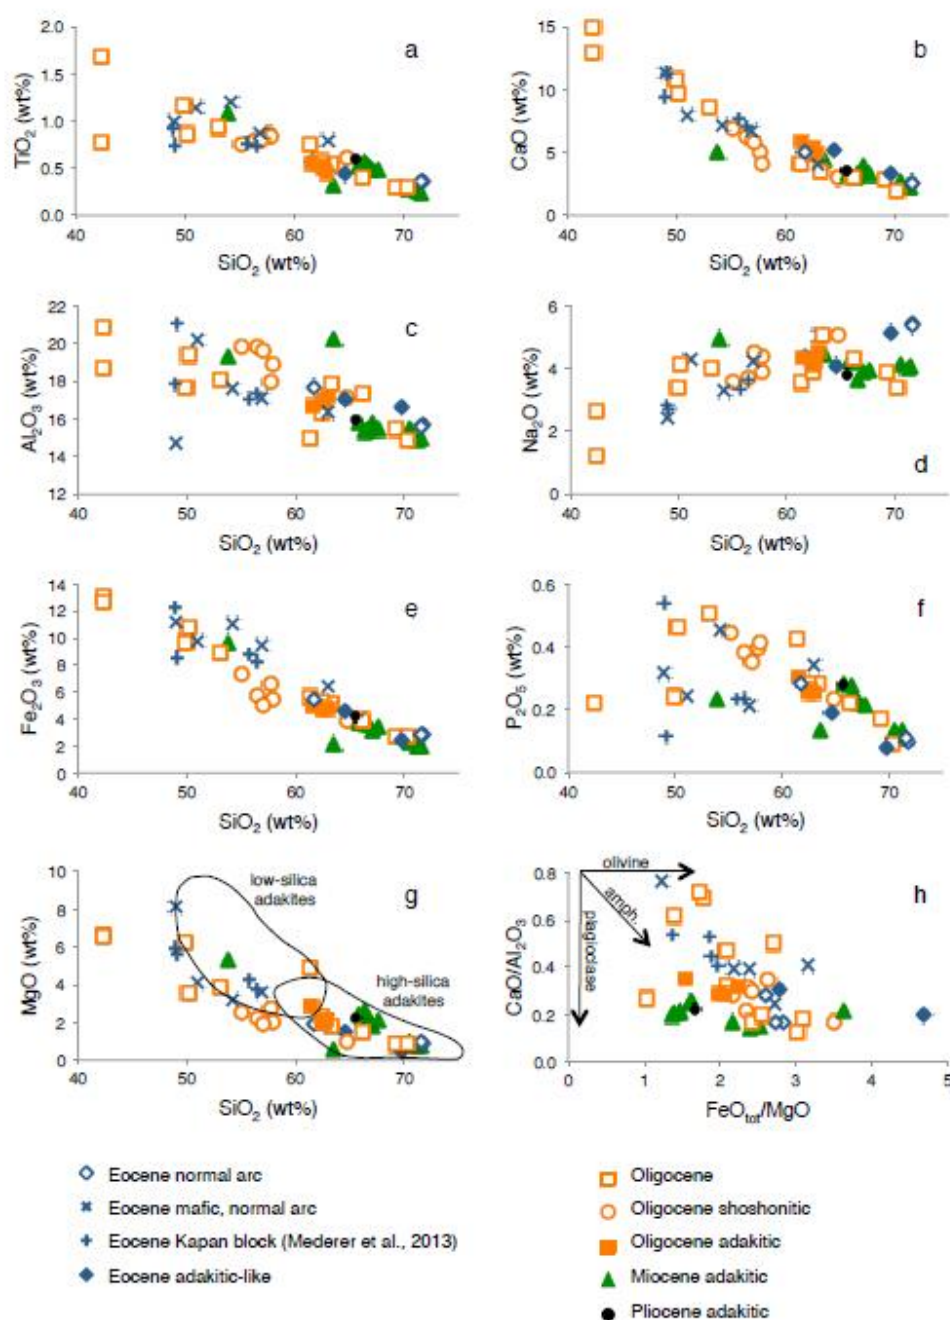 a
2.0
1.5
1.0
0.5
0.0
TiO₂ (wt%)
40 50 60 70
SiO₂ (wt%)
b
15
10
5
0
CaO (wt%)
40 50 60 70
SiO₂ (wt%)
c
22
20
18
16
14
12
Al₂O₃ (wt%)
40 50 60 70
SiO₂ (wt%)
d
6
4
2
0
Na₂O (wt%)
40 50 60 70
SiO₂ (wt%)
e
14
12
10
8
6
4
2
0
Fe₂O₃ (wt%)
40 50 60 70
SiO₂ (wt%)
f
0.6
0.4
0.2
0.0
P₂O₅ (wt%)
40 50 60 70
SiO₂ (wt%)
g
10
8
6
4
2
0
MgO (wt%)
low-silica
adakites
high-silica
adakites
40 50 60 70
SiO₂ (wt%)
h
0.8
0.6
0.4
0.2
0.0
CaO/Al₂O₃
olivine
amph.
plagioclase
0 1 2 3 4 5
FeOtot/MgO
Eocene normal arc
Eocene mafic, normal arc
Eocene Kapan block (Mederer et al., 2013)
Eocene adakitic-like
Oligocene
Oligocene shoshonitic
Oligocene adakitic
Miocene adakitic
Pliocene adakitic